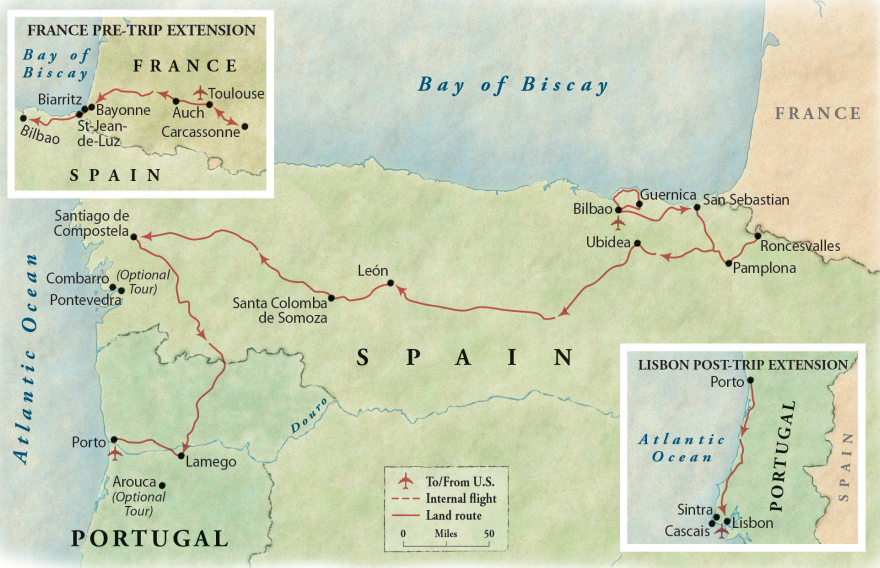 FRANCE PRE-TRIP EXTENSION
Bay of
Biscay
FRANCE
Toulouse
Biarritz
Bayonne
Auch
Carcassonne
St-Jean-
de-Luz
Bilbao
SPAIN
Bay of Biscay
FRANCE
Guernica
San Sebastian
Bilbao
Ubidea
Roncesvalles
Pamplona
Santiago de
Compostela
León
Combarro
(Optional
Tour)
Pontevedra
Santa Colomba
de Somoza
Atlantic Ocean
SPAIN
Douro
Porto
Lamego
Arouca
(Optional
Tour)
PORTUGAL
To/From U.S.
Internal flight
Land route
0 Miles 50
LISBON POST-TRIP EXTENSION
Porto
Atlantic
Ocean
PORTUGAL
SPAIN
Sintra
Lisbon
Cascais